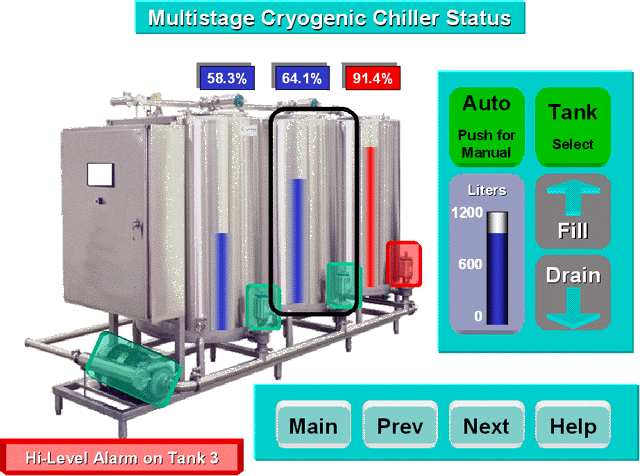 Multistage Cryogenic Chiller Status
58.3% 64.1% 91.4%
Auto
Push for
Manual
Tank
Select
Liters
1200
600
0
Fill
Drain
Main Prev Next Help
Hi-Level Alarm on Tank 3